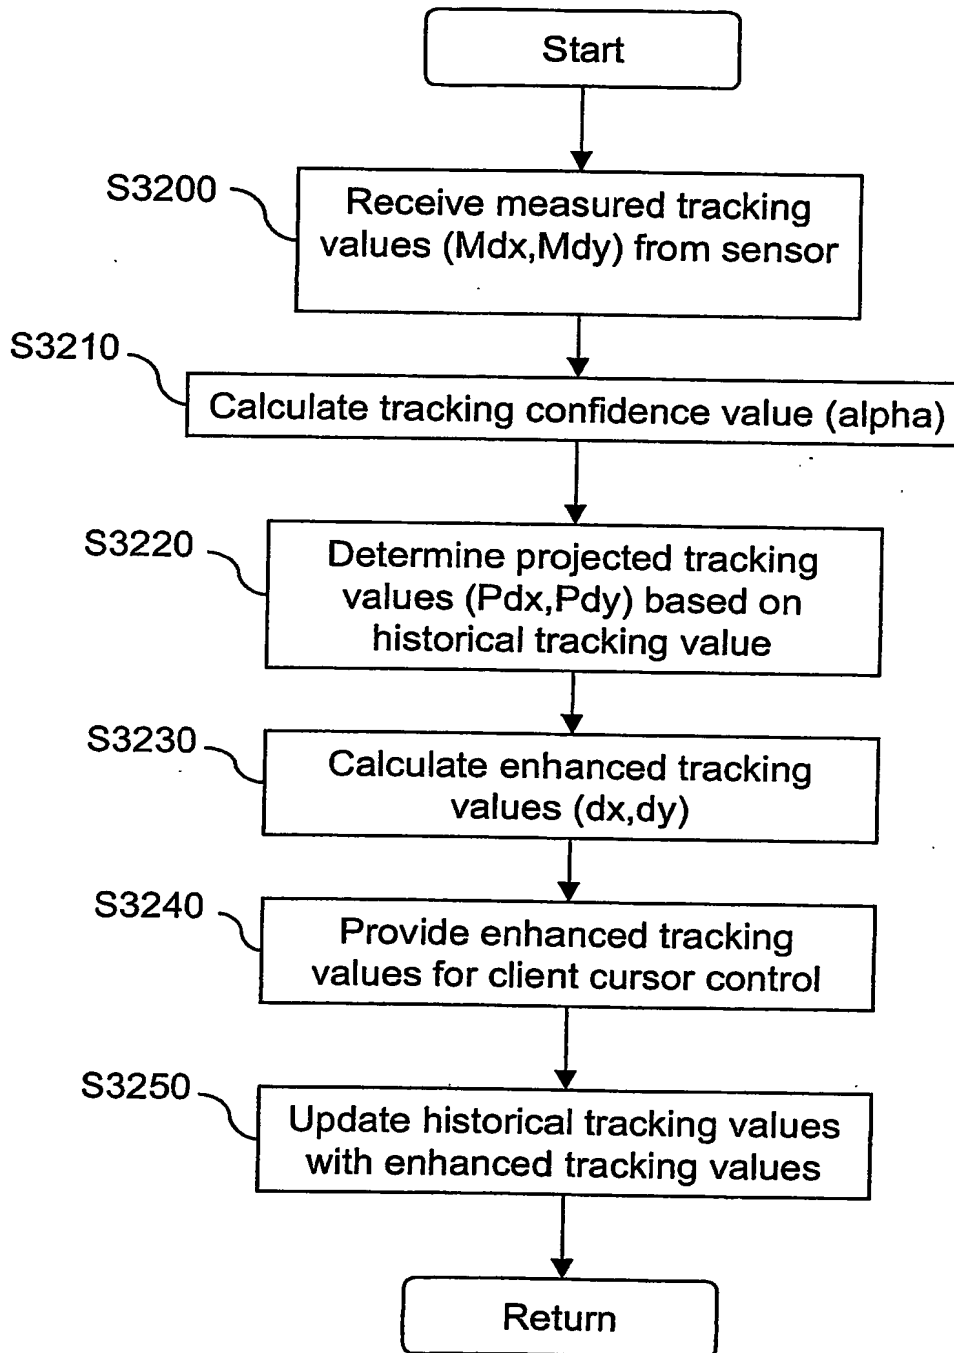 Start
S3200
Receive measured tracking
values (Mdx,Mdy) from sensor
S3210
Calculate tracking confidence value (alpha)
S3220
Determine projected tracking
values (Pdx,Pdy) based on
historical tracking value
S3230
Calculate enhanced tracking
values (dx,dy)
S3240
Provide enhanced tracking
values for client cursor control
S3250
Update historical tracking values
with enhanced tracking values
Return